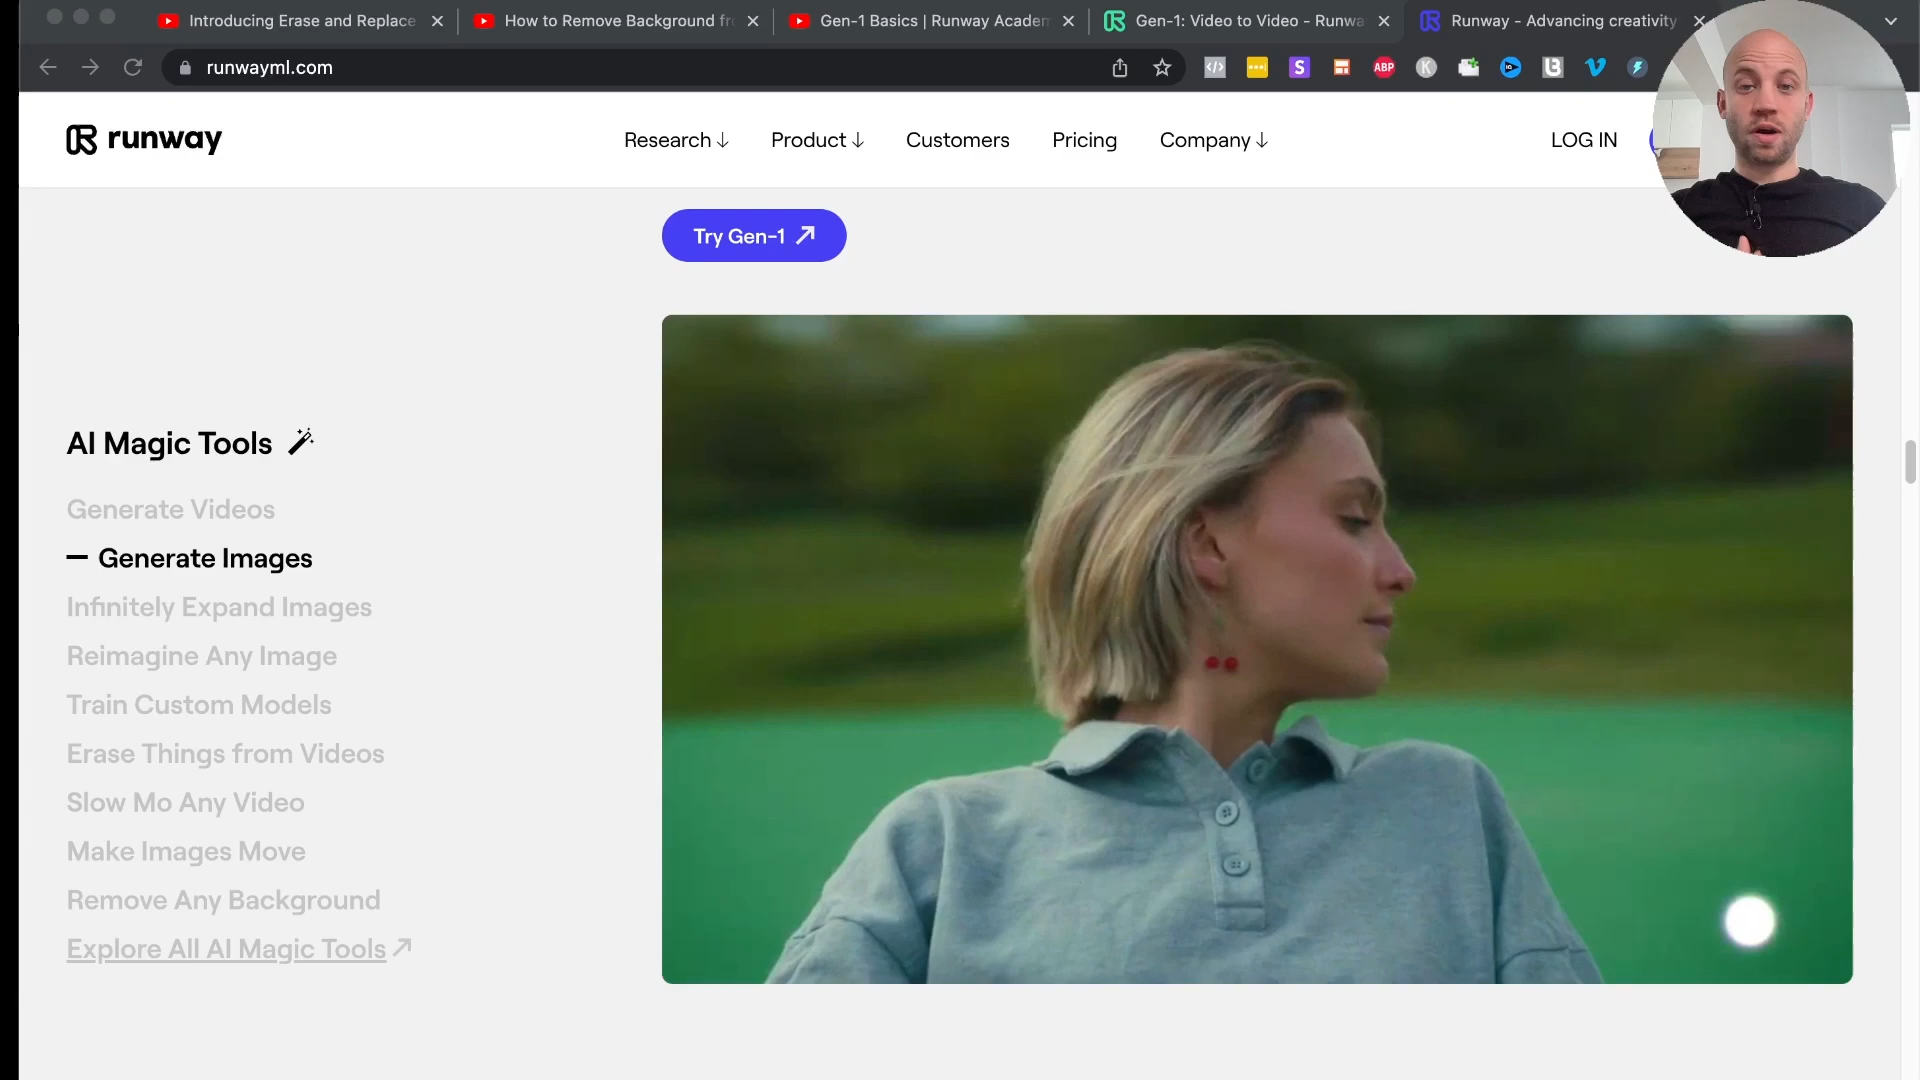 Introducing Erase and Replace
How to Remove Background fr
Gen-1 Basics | Runway Academ
Gen-1: Video to Video - Runwa
Runway - Advancing creativity
runwayml.com
S
ABP
K
runway
Research ↓
Product ↓
Customers
Pricing
Company ↓
LOG IN
Try Gen-1 ↗
AI Magic Tools
Generate Videos
— Generate Images
Infinitely Expand Images
Reimagine Any Image
Train Custom Models
Erase Things from Videos
Slow Mo Any Video
Make Images Move
Remove Any Background
Explore All AI Magic Tools ↗